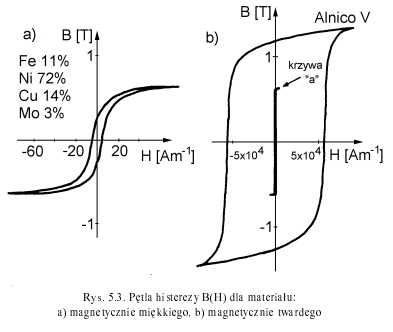 a)
B [T]
Fe 11%
Ni 72%
Cu 14%
Mo 3%
1
-60
-20
20
H [Am⁻¹]
-1
b)
B [T]
Alnico V
1
krzywa
"a"
-5x10⁴
5x10⁴
H [Am⁻¹]
-1
Rys. 5.3. Pętla histerezy B(H) dla materiału:
a) magnetycznie miękkiego, b) magnetycznie twardego